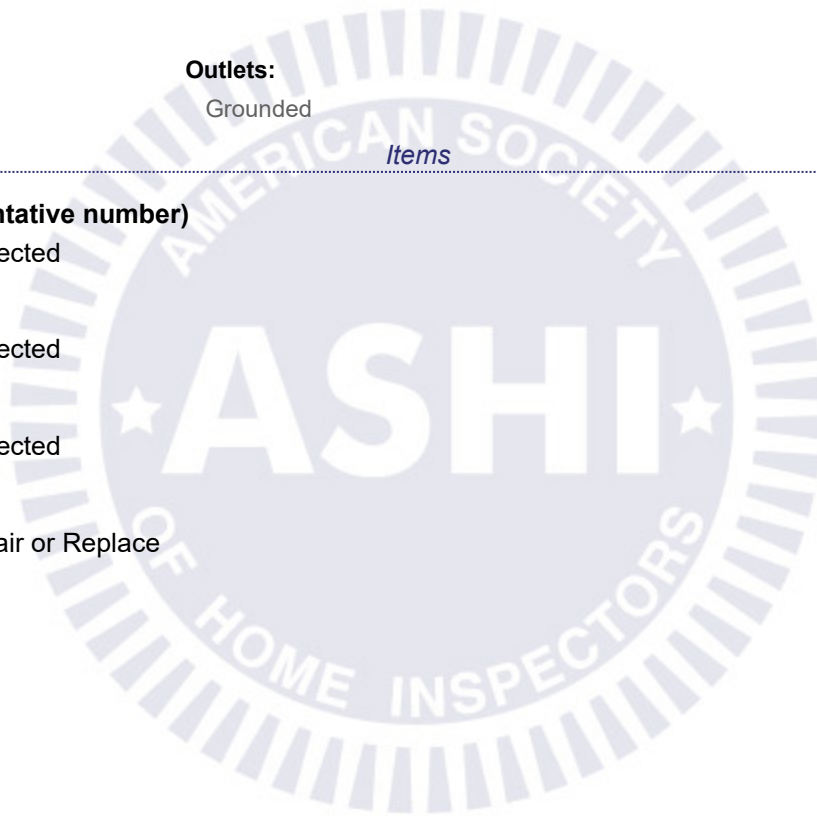 Outlets:
Grounded
Items
ntative number)
ected
ected
ected
air or Replace
AMERICAN SOCIETY
ASHI
OF HOME INSPECTORS